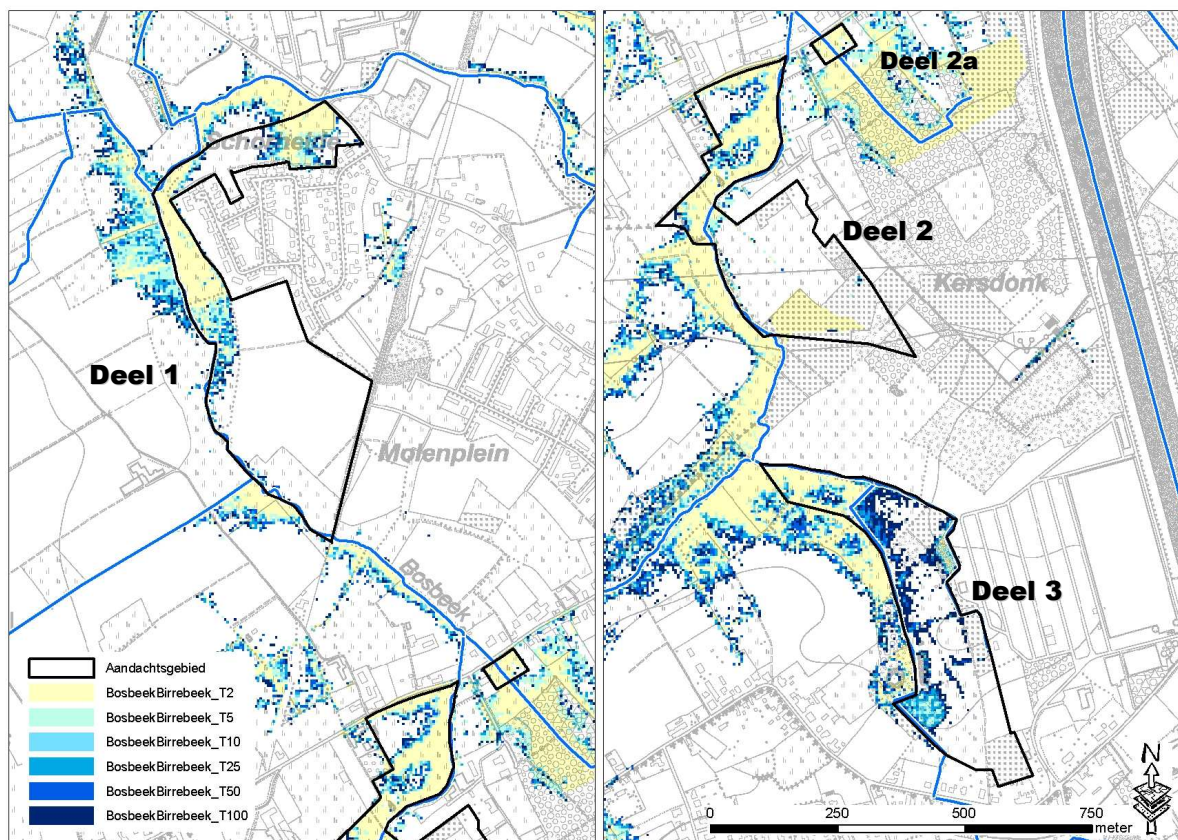 Schorheide
Deel 1
Molenplein
Bosbeek
Aandachtsgebied
BosbeekBirrebeek_T2
BosbeekBirrebeek_T5
BosbeekBirrebeek_T10
BosbeekBirrebeek_T25
BosbeekBirrebeek_T50
BosbeekBirrebeek_T100
Deel 2a
Deel 2
Kersdonk
Deel 3
N
0 250 500 750
meter